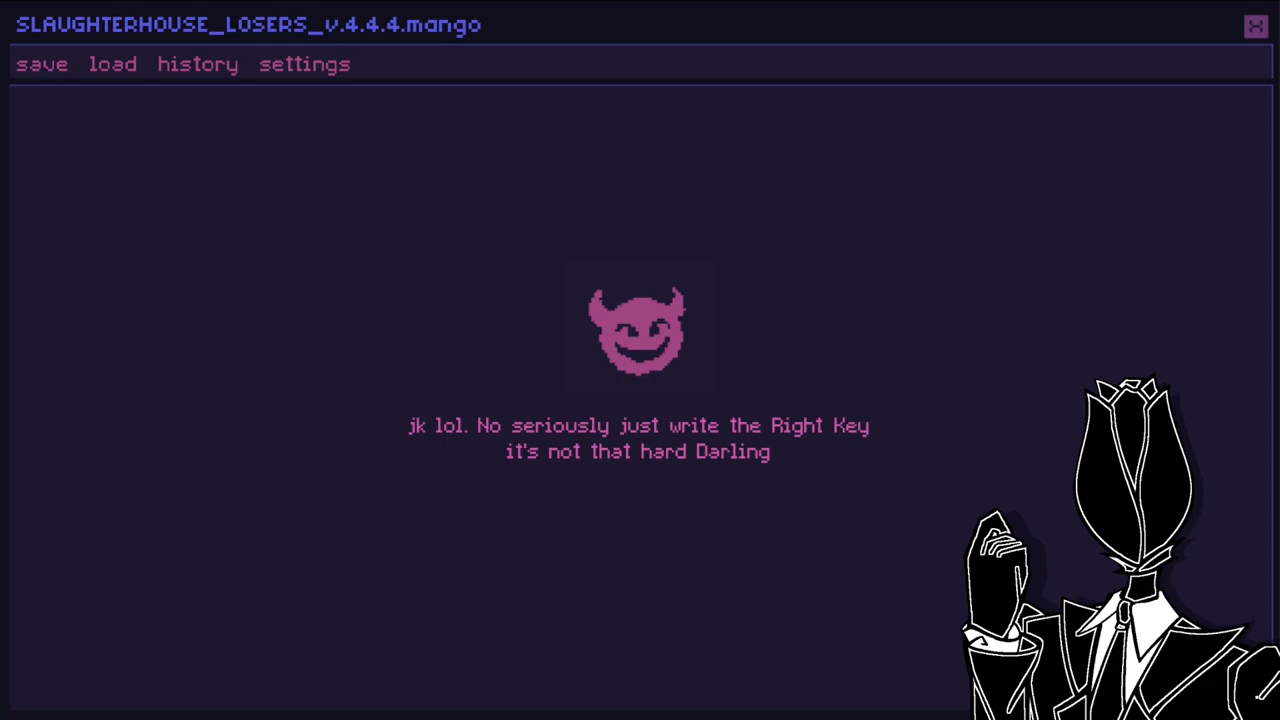 SLAUGHTERHOUSE_LOSERS_v.4.4.4.mango
X
save load history settings
jk lol. No seriously just write the Right Key
it's not that hard Darling